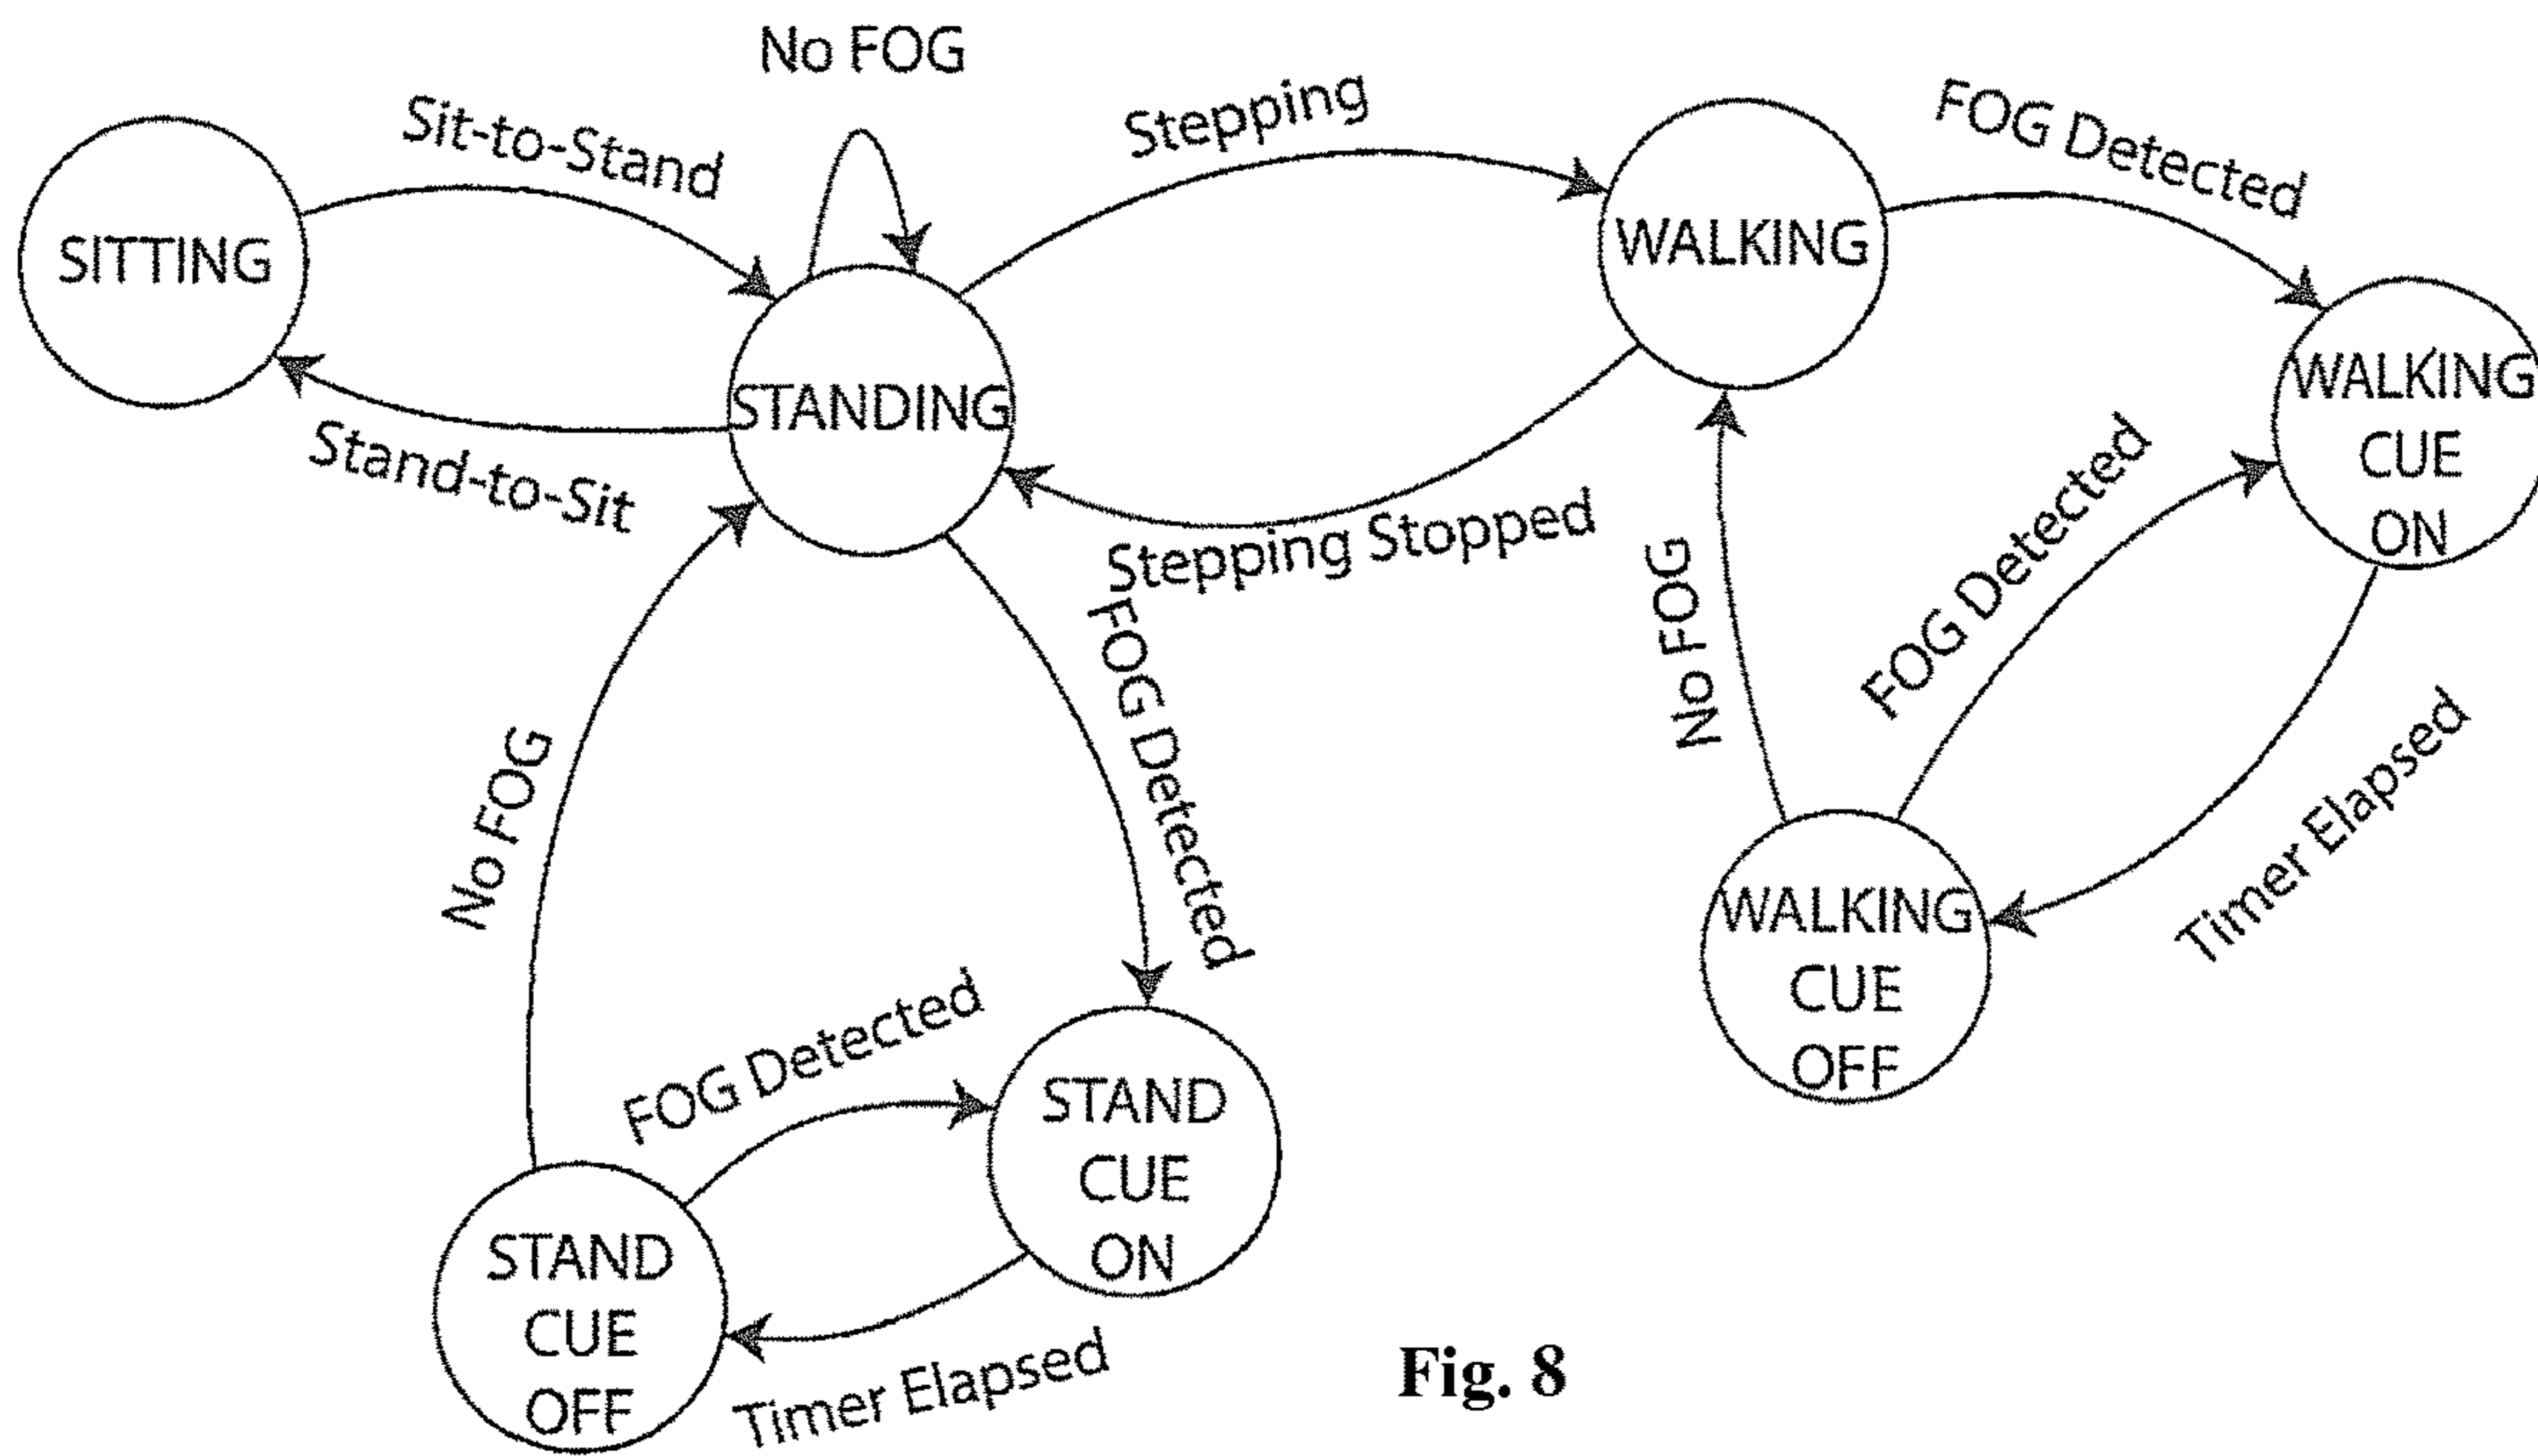 No FOG
Sit-to-Stand
Stepping
FOG Detected
SITTING
WALKING
STANDING
WALKING
CUE
ON
Stand-to-Sit
Stepping Stopped
FOG Detected
No FOG
FOG Detected
Timer Elapsed
No FOG
WALKING
CUE
OFF
FOG Detected
STAND
CUE
ON
STAND
CUE
OFF
Timer Elapsed
Fig. 8